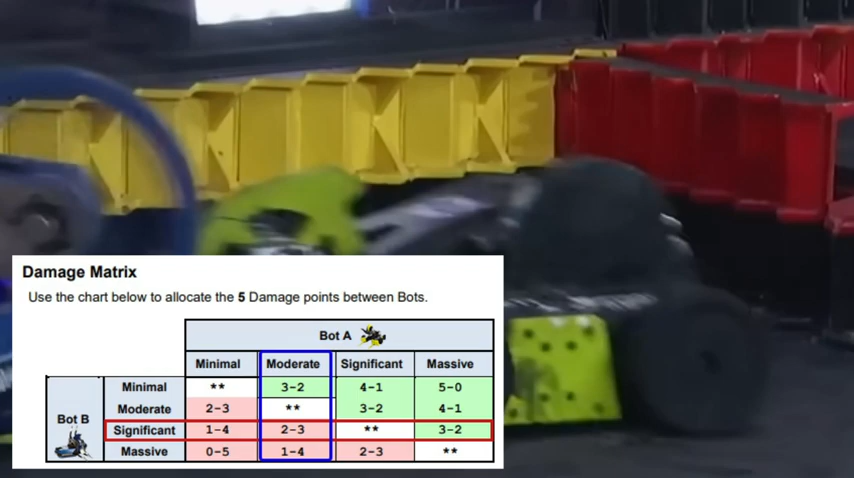 Damage Matrix
Use the chart below to allocate the 5 Damage points between Bots.
Bot A
Minimal Moderate Significant Massive
Bot B
Minimal ** 3-2 4-1 5-0
Moderate 2-3 ** 3-2 4-1
Significant 1-4 2-3 ** 3-2
Massive 0-5 1-4 2-3 **